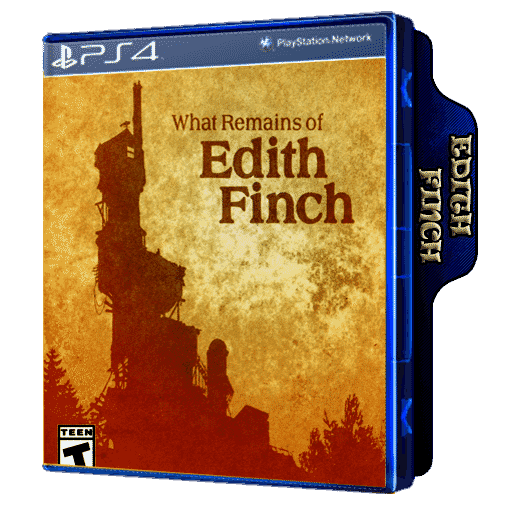 PS4
PlayStation Network
What Remains of
Edith
Finch
EDITH
FINCH
TEEN
T